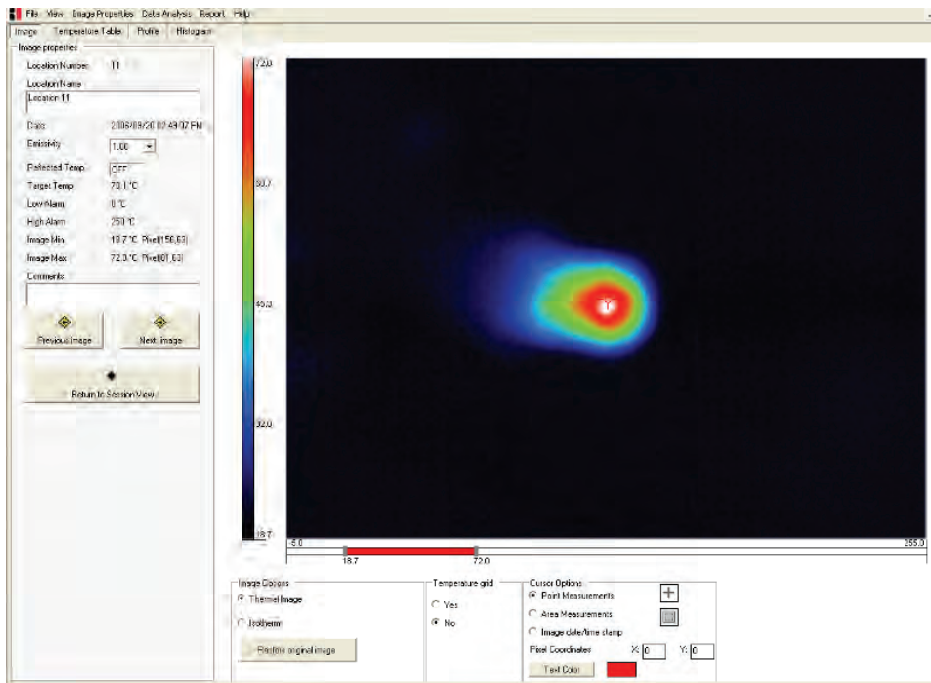 File View Image Properties Data Analysis Report Help
Image Temperature Table Profile Histogram
Image properties
Location Number 11
Location Name
Location 11
Date 2006/09/20 02:49:07 PM
Emissivity 1.00
Reflected Temp OFF
Target Temp
Low Alarm 0 °C
High Alarm 250 °C
Image Min 18.7 °C Pixel(156,63)
Image Max 72.0 °C Pixel(81,63)
Comments
Previous Image Next image
Return to Session View
72.0
45.3
32.0
18.7
-5.0 255.0
18.7 72.0
Image Options
Thermal Image
Isotherm
Restore original image
Temperature grid
Yes
No
Cursor Options
Point Measurements
Area Measurements
Image date/time stamp
Pixel Coordinates X: 0 Y: 0
Text Color